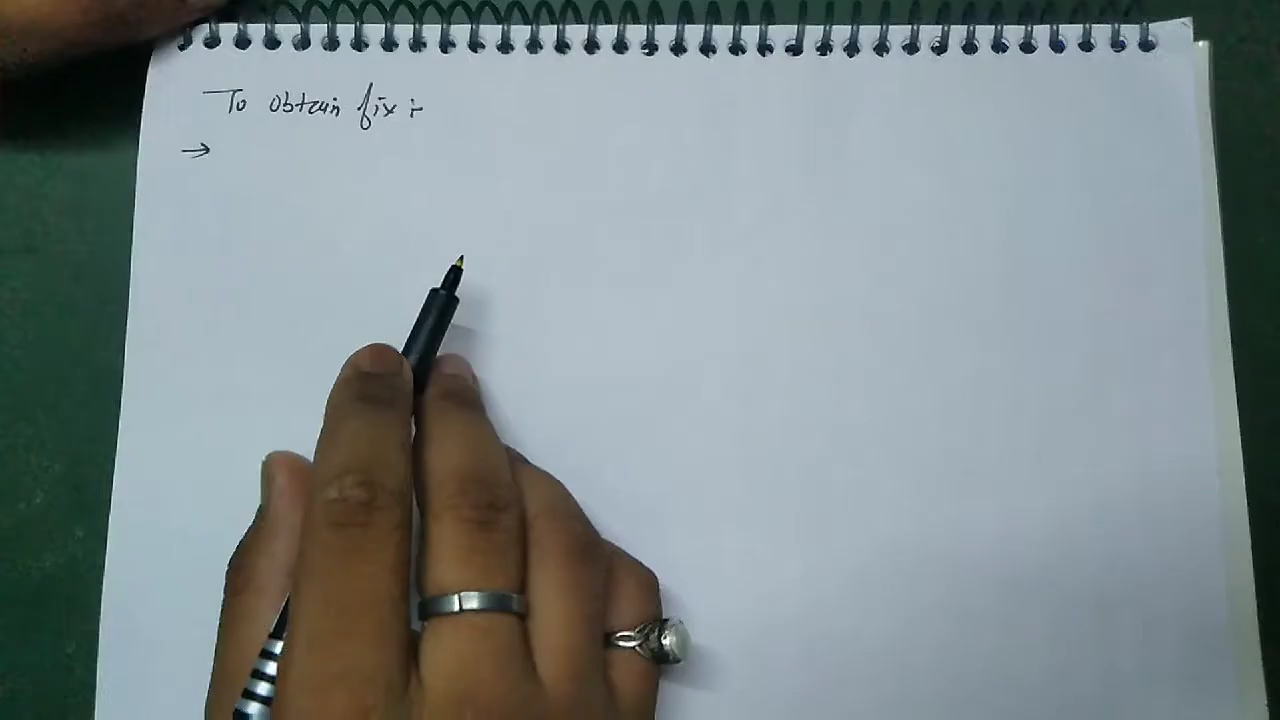 To obtain fix :-
→